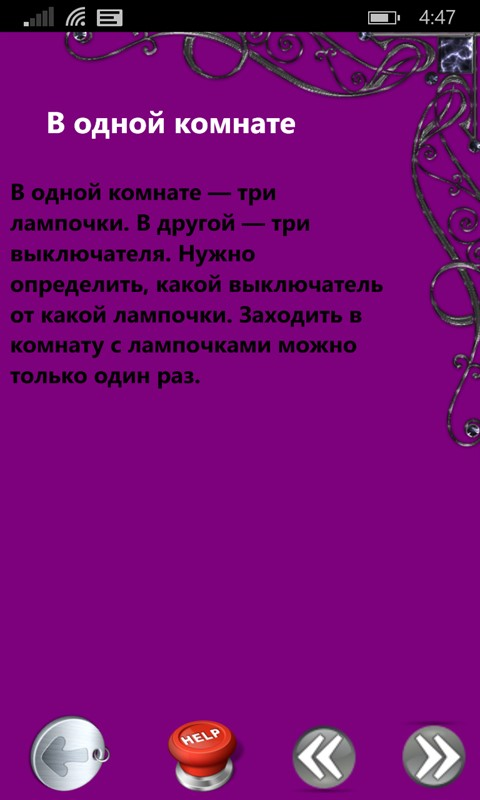 4:47
В одной комнате
В одной комнате — три
лампочки. В другой — три
выключателя. Нужно
определить, какой выключатель
от какой лампочки. Заходить в
комнату с лампочками можно
только один раз.
HELP